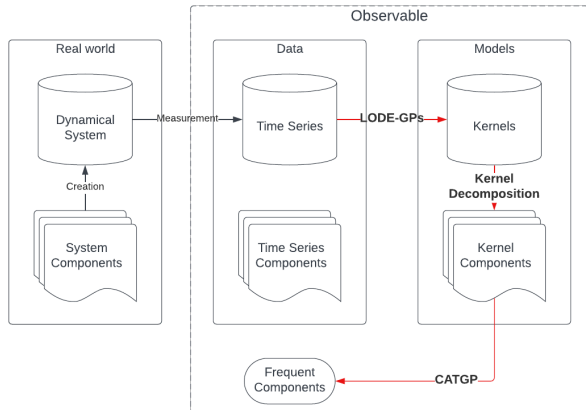 Observable
Real world
Data
Models
Dynamical
System
Measurement
Time Series
LODE-GPs
Kernels
Creation
Kernel
Decomposition
System
Components
Time Series
Components
Kernel
Components
Frequent
Components
CATGP